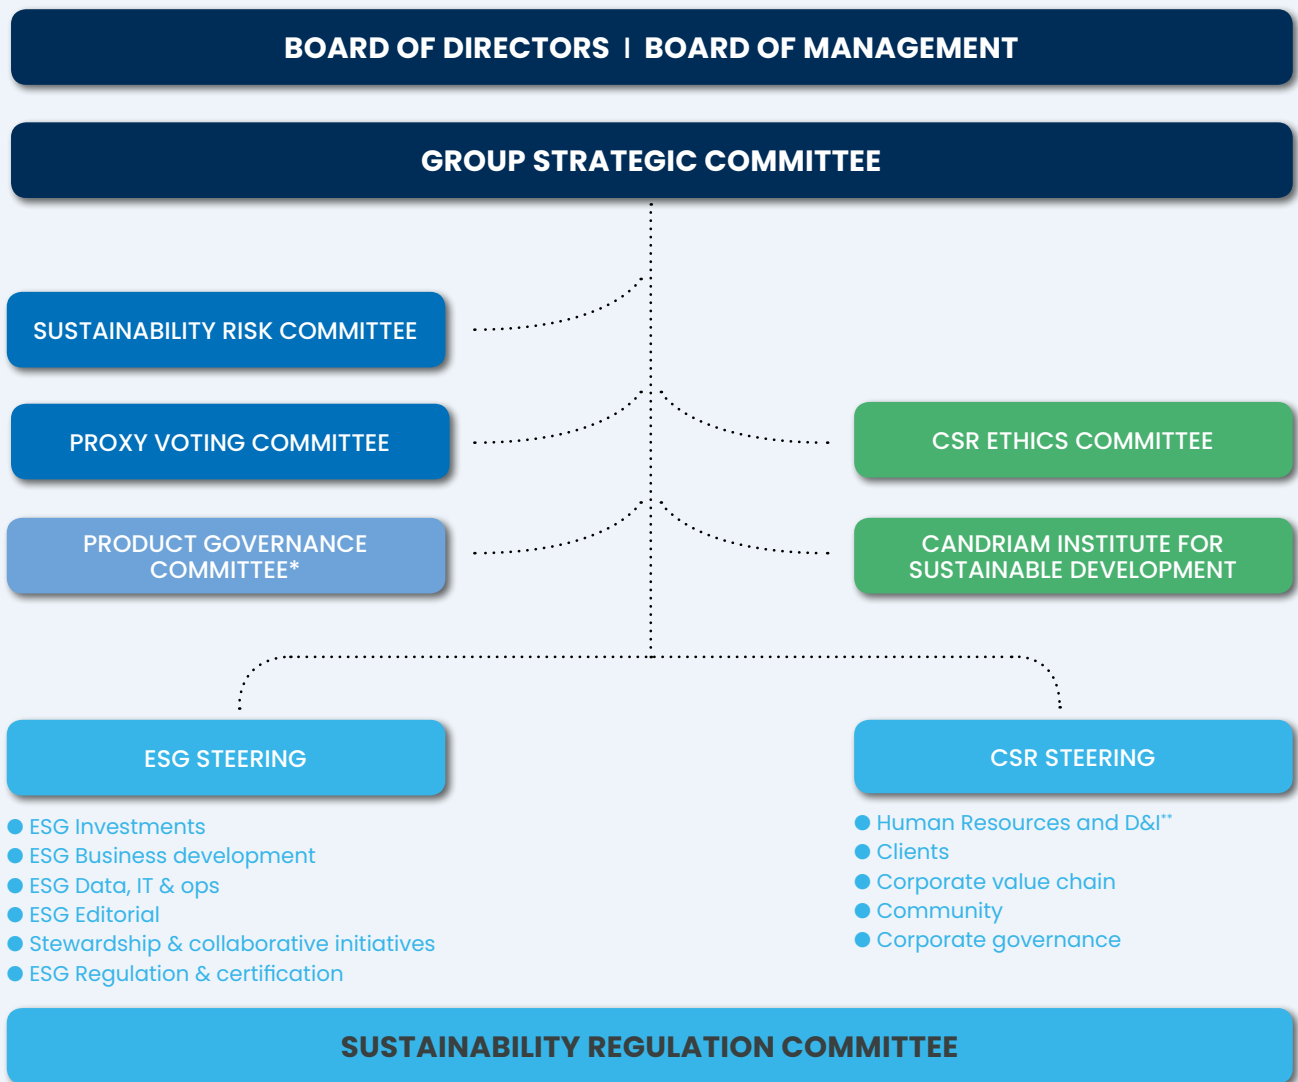 BOARD OF DIRECTORS | BOARD OF MANAGEMENT
GROUP STRATEGIC COMMITTEE
SUSTAINABILITY RISK COMMITTEE
PROXY VOTING COMMITTEE
CSR ETHICS COMMITTEE
PRODUCT GOVERNANCE
COMMITTEE*
CANDRIAM INSTITUTE FOR
SUSTAINABLE DEVELOPMENT
ESG STEERING
● ESG Investments
● ESG Business development
● ESG Data, IT & ops
● ESG Editorial
● Stewardship & collaborative initiatives
● ESG Regulation & certification
CSR STEERING
● Human Resources and D&I**
● Clients
● Corporate value chain
● Community
● Corporate governance
SUSTAINABILITY REGULATION COMMITTEE